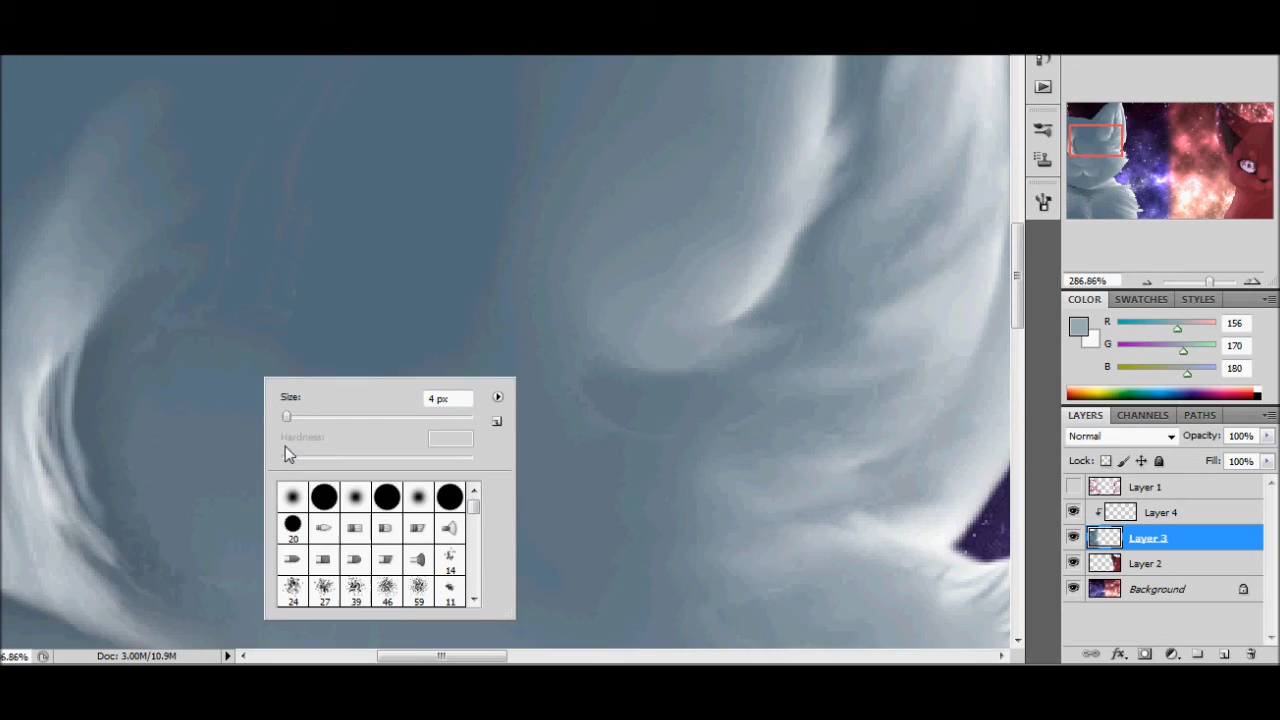 286.86%
COLOR SWATCHES STYLES
R 156
G 170
B 180
Size: 4 px
Hardness:
20
14
24 27 39 46 59 11
LAYERS CHANNELS PATHS
Normal Opacity: 100%
Lock: Fill: 100%
Layer 1
Layer 4
Layer 3
Layer 2
Background
6.86% Doc: 3.00M/10.9M